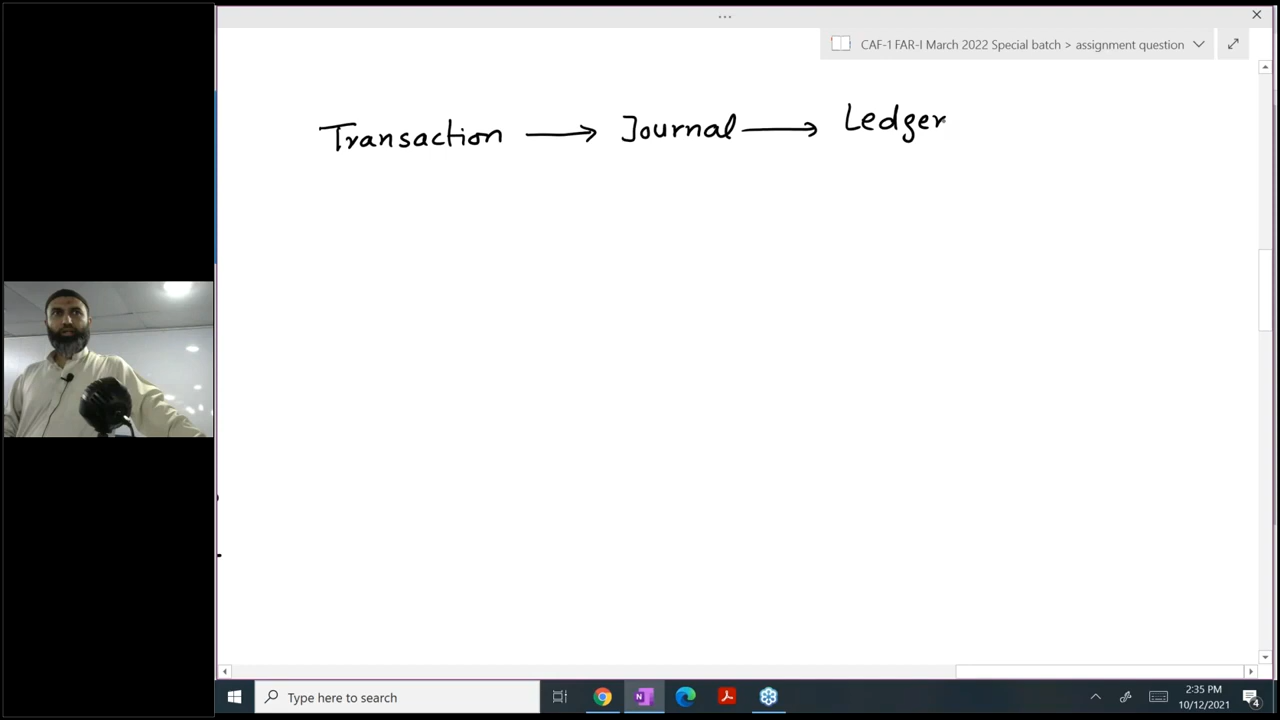 CAF-1 FAR-I March 2022 Special batch > assignment question
Transaction → Journal → Ledger
Type here to search
2:35 PM
10/12/2021
4